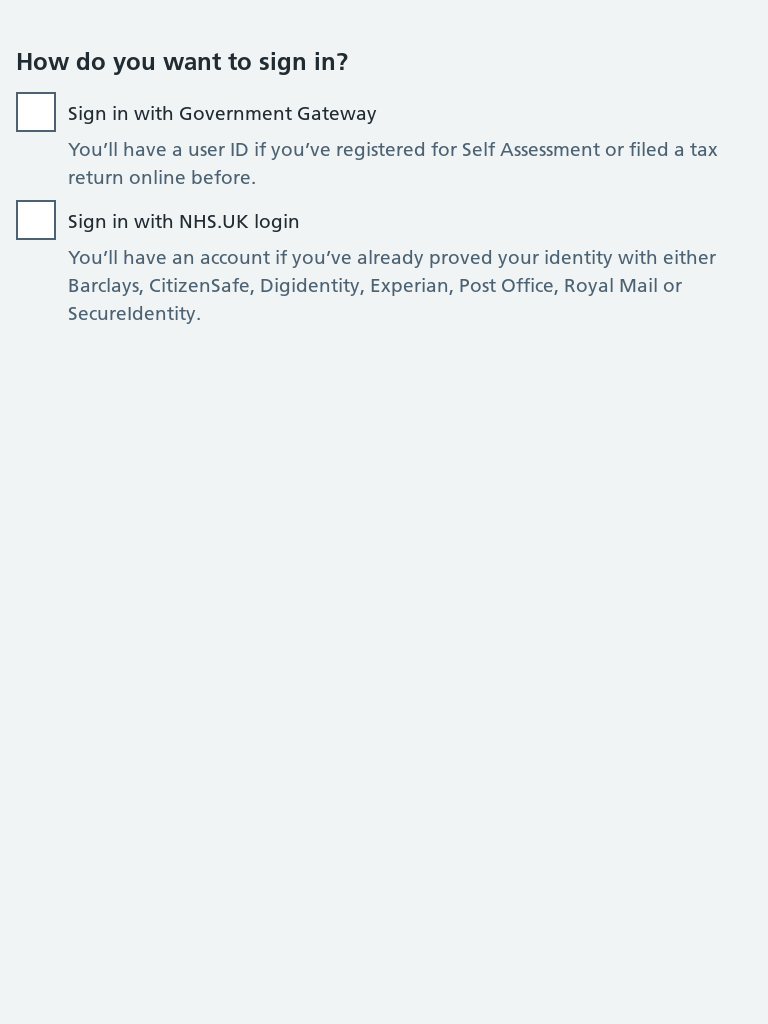 How do you want to sign in?
Sign in with Government Gateway
You’ll have a user ID if you’ve registered for Self Assessment or filed a tax
return online before.
Sign in with NHS.UK login
You’ll have an account if you’ve already proved your identity with either
Barclays, CitizenSafe, Digidentity, Experian, Post Office, Royal Mail or
SecureIdentity.